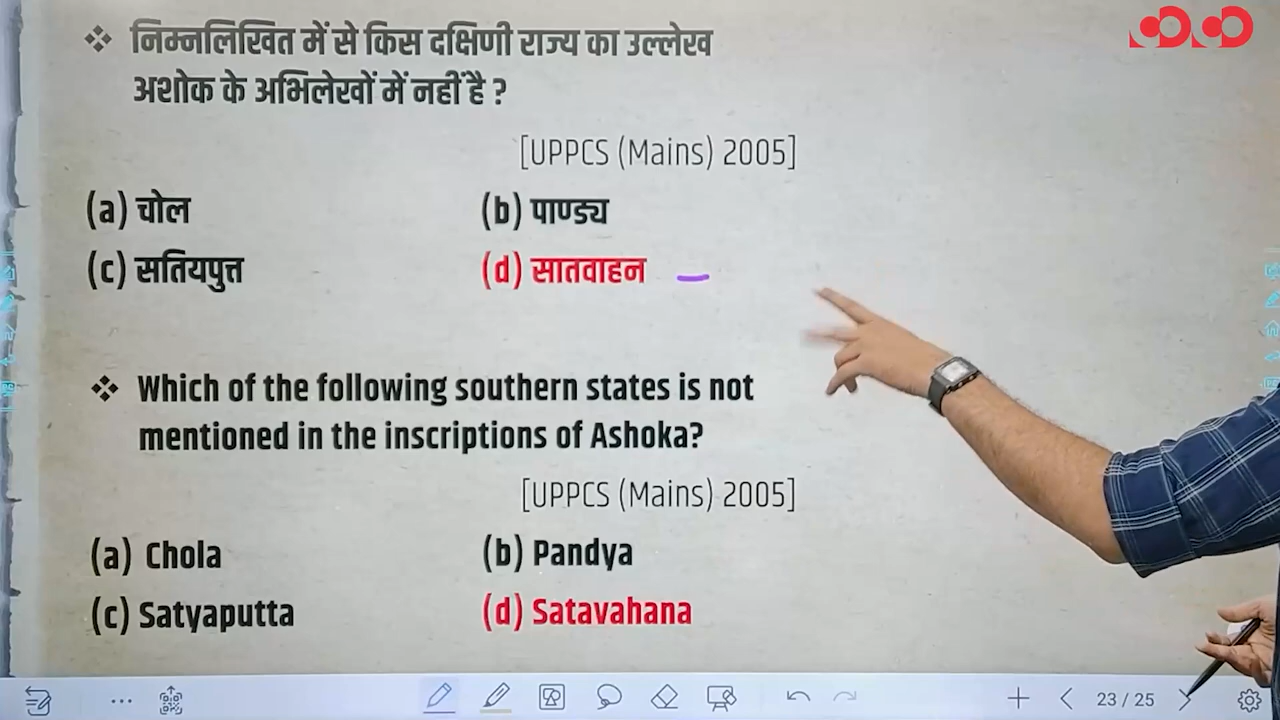 ❖ निम्नलिखित में से किस दक्षिणी राज्य का उल्लेख
अशोक के अभिलेखों में नहीं है ?
[UPPCS (Mains) 2005]
(a) चोल (b) पाण्ड्य
(c) सतियपुत्त (d) सातवाहन
❖ Which of the following southern states is not
mentioned in the inscriptions of Ashoka?
[UPPCS (Mains) 2005]
(a) Chola (b) Pandya
(c) Satyaputta (d) Satavahana
23 / 25